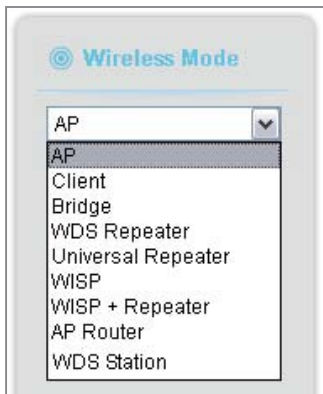 Wireless Mode
AP
AP
Client
Bridge
WDS Repeater
Universal Repeater
WISP
WISP + Repeater
AP Router
WDS Station